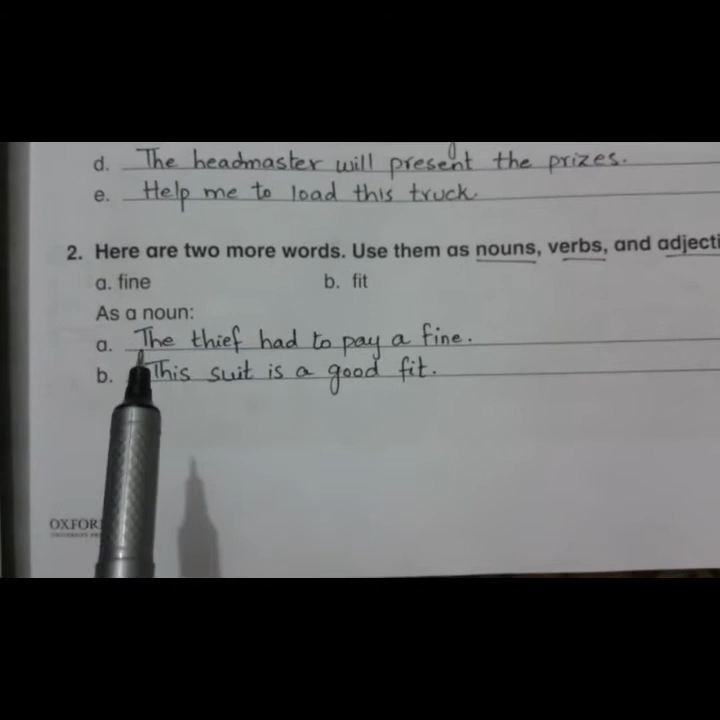 d. The headmaster will present the prizes.
e. Help me to load this truck.
2. Here are two more words. Use them as nouns, verbs, and adjecti
a. fine b. fit
As a noun:
a. The thief had to pay a fine.
b. This suit is a good fit.
OXFOR